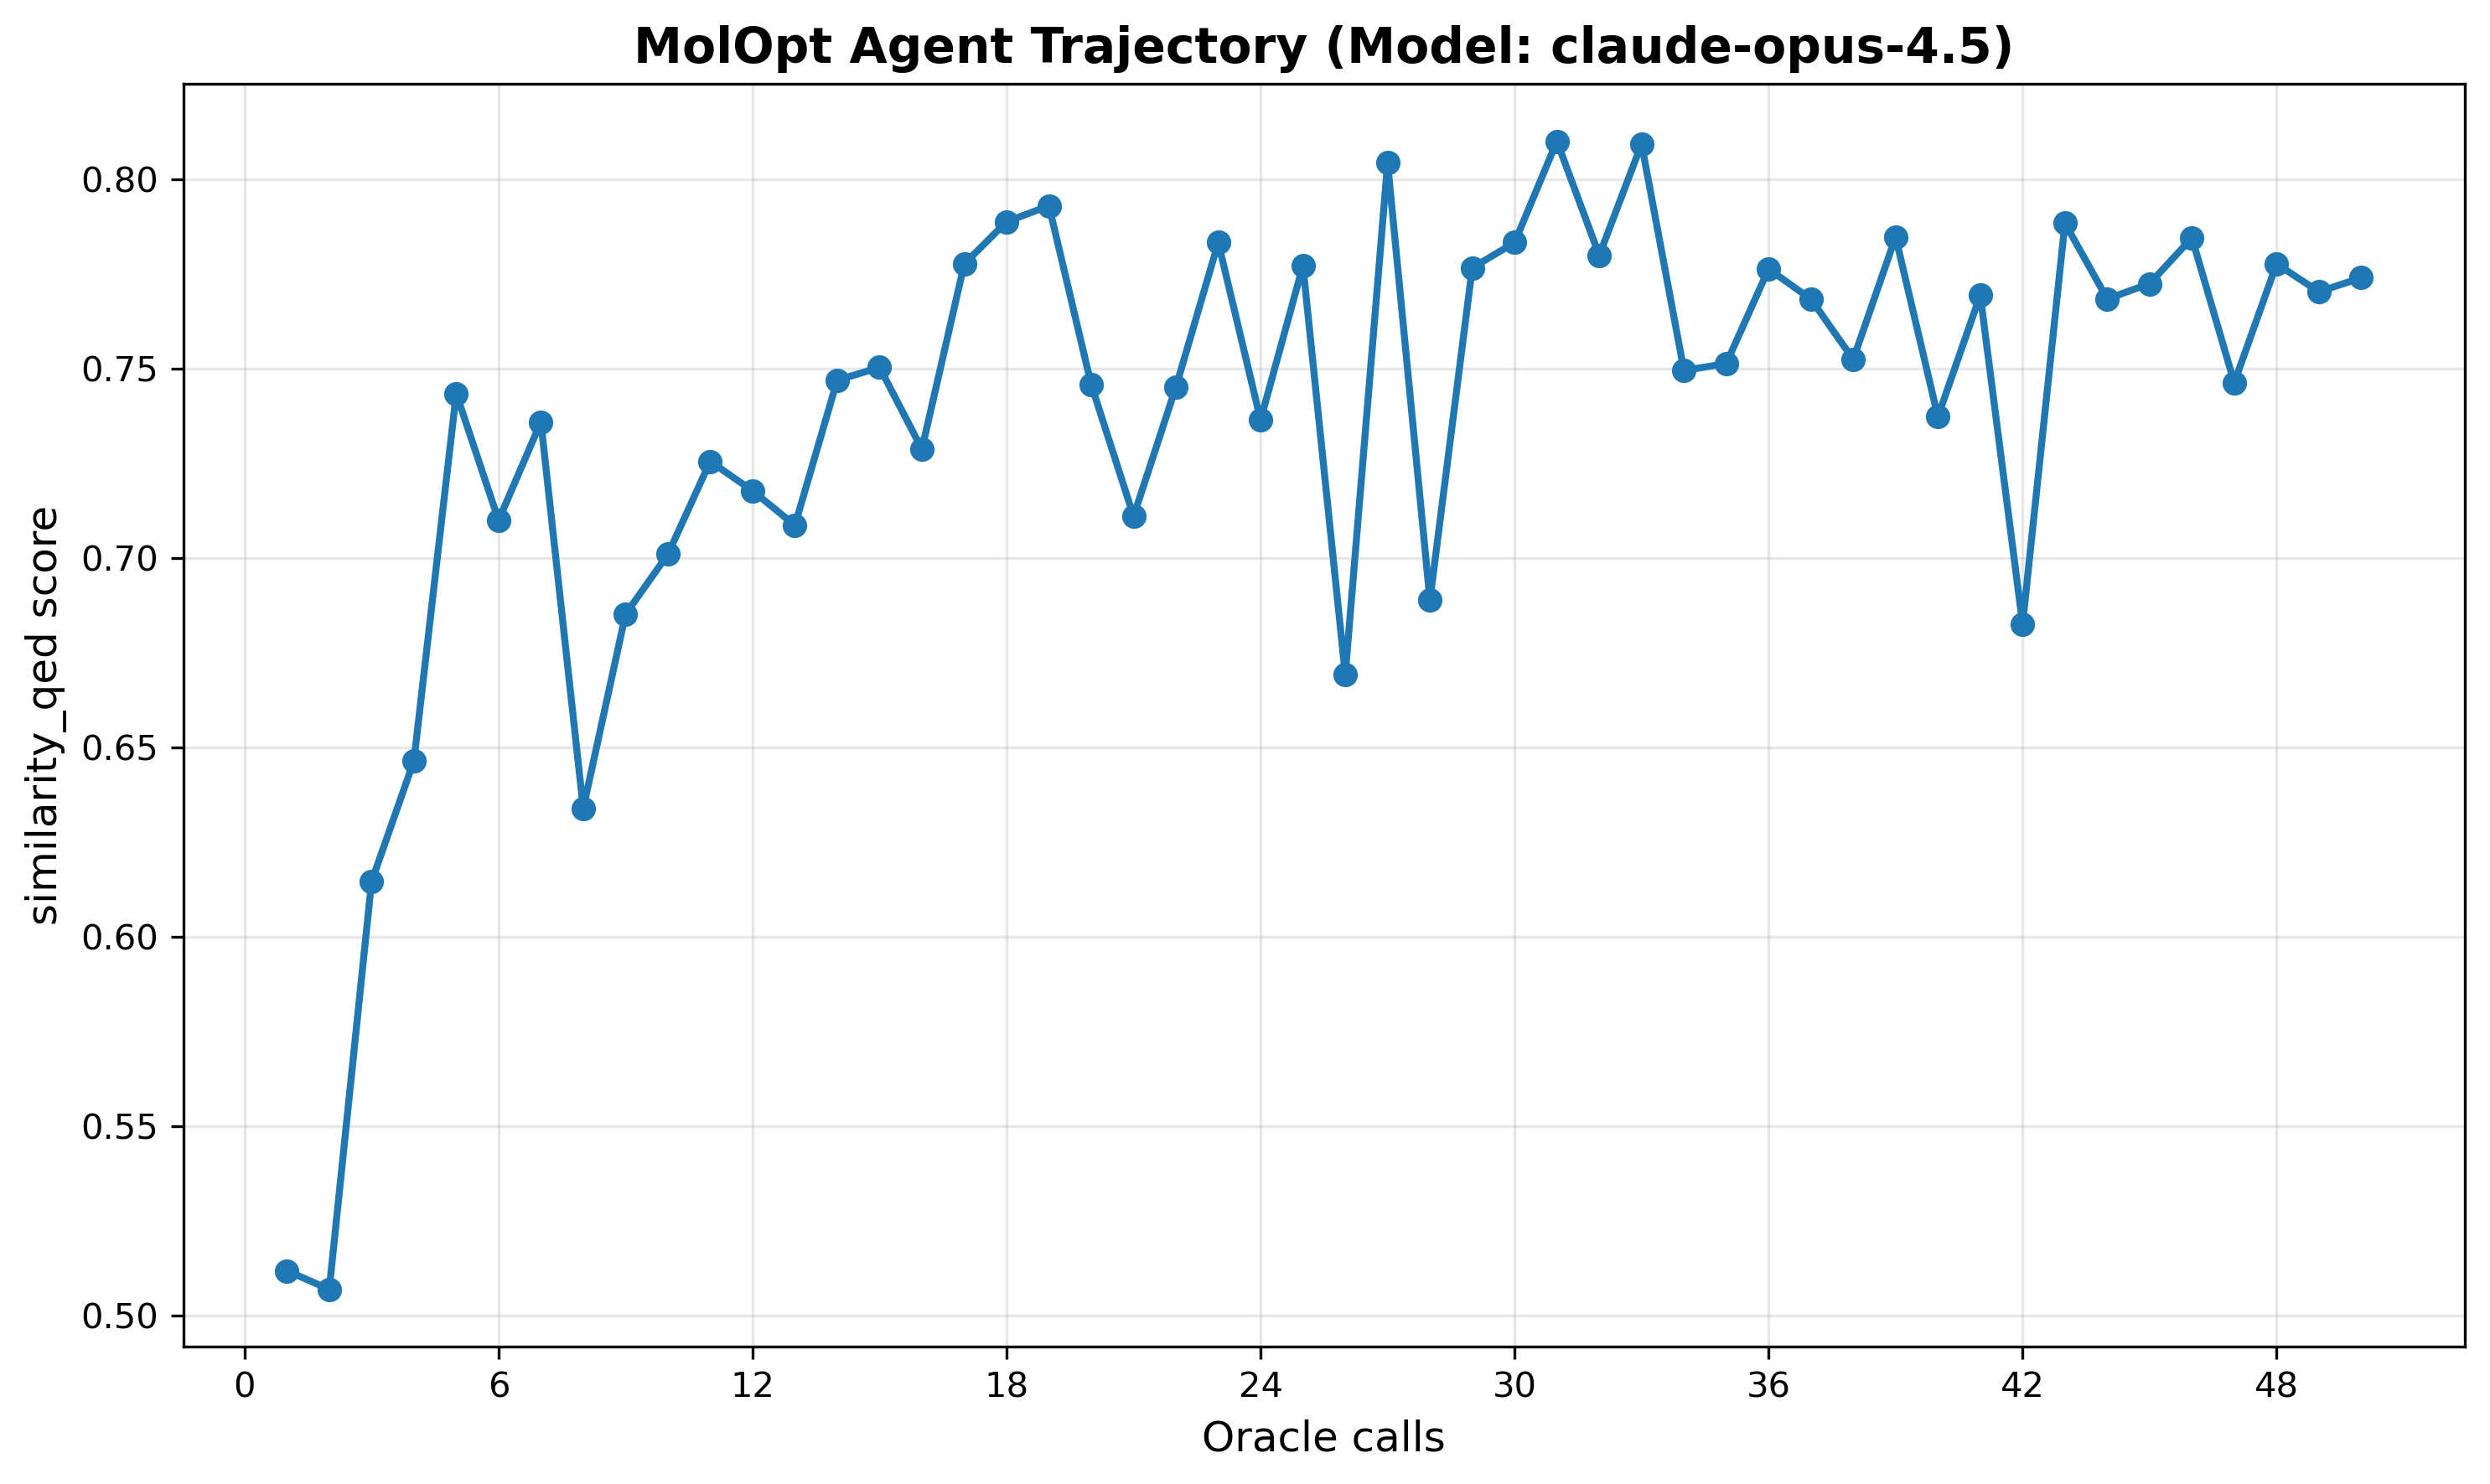 MolOpt Agent Trajectory (Model: claude-opus-4.5)
similarity_qed score
0.80
0.75
0.70
0.65
0.60
0.55
0.50
0 6 12 18 24 30 36 42 48
Oracle calls